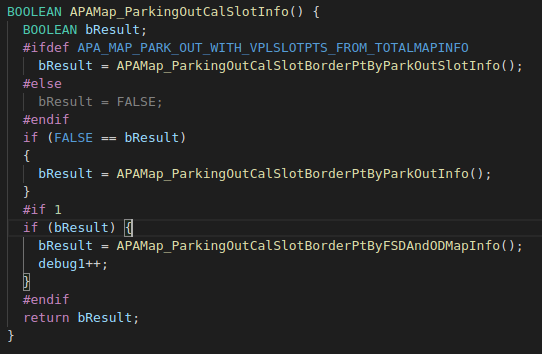 BOOLEAN APAMap_ParkingOutCalSlotInfo() {
  BOOLEAN bResult;
  #ifdef APA_MAP_PARK_OUT_WITH_VPLSLOTPTS_FROM_TOTALMAPINFO
    bResult = APAMap_ParkingOutCalSlotBorderPtByParkOutSlotInfo();
  #else
    bResult = FALSE;
  #endif
  if (FALSE == bResult)
  {
    bResult = APAMap_ParkingOutCalSlotBorderPtByParkOutInfo();
  }
  #if 1
  if (bResult) {
    bResult = APAMap_ParkingOutCalSlotBorderPtByFSDAndODMapInfo();
    debug1++;
  }
  #endif
  return bResult;
}